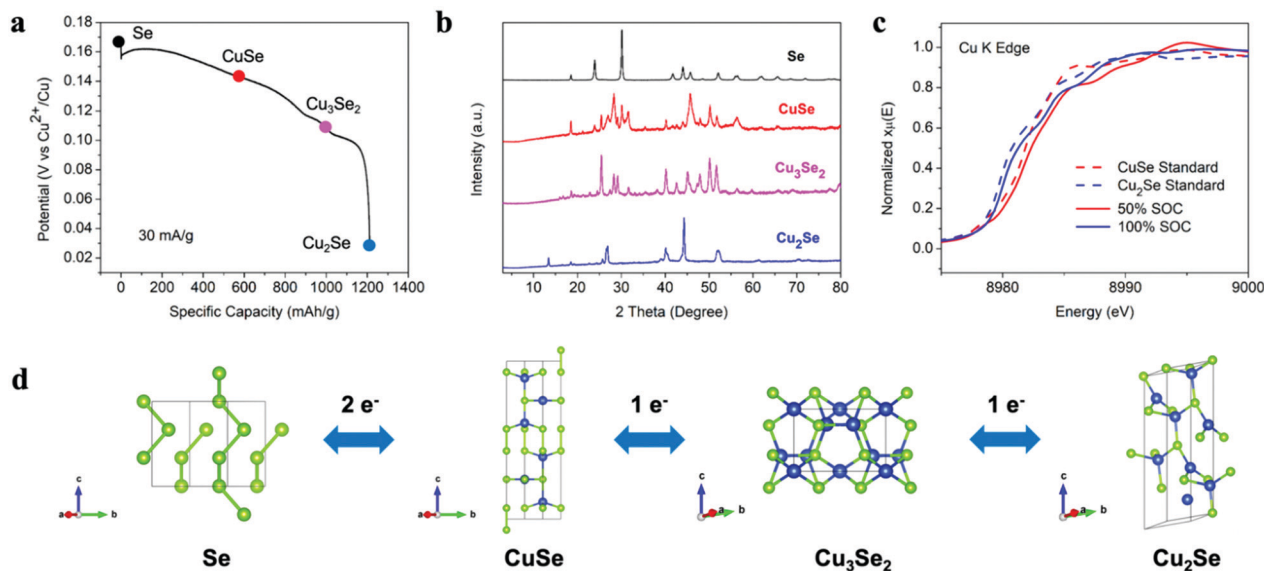 a
0.20
0.18
0.16
0.14
0.12
0.10
0.08
0.06
0.04
0.02
Potential (V vs Cu²⁺/Cu)
Se
CuSe
Cu₃Se₂
Cu₂Se
30 mA/g
0 200 400 600 800 1000 1200 1400
Specific Capacity (mAh/g)
b
Intensity (a.u.)
Se
CuSe
Cu₃Se₂
Cu₂Se
10 20 30 40 50 60 70 80
2 Theta (Degree)
c
Cu K Edge
Normalized xμ(E)
1.0
0.8
0.6
0.4
0.2
0.0
CuSe Standard
Cu₂Se Standard
50% SOC
100% SOC
8980 8990 9000
Energy (eV)
d
2 e⁻
1 e⁻
1 e⁻
c
a
b
c
a
b
c
a
b
c
a
b
Se
CuSe
Cu₃Se₂
Cu₂Se